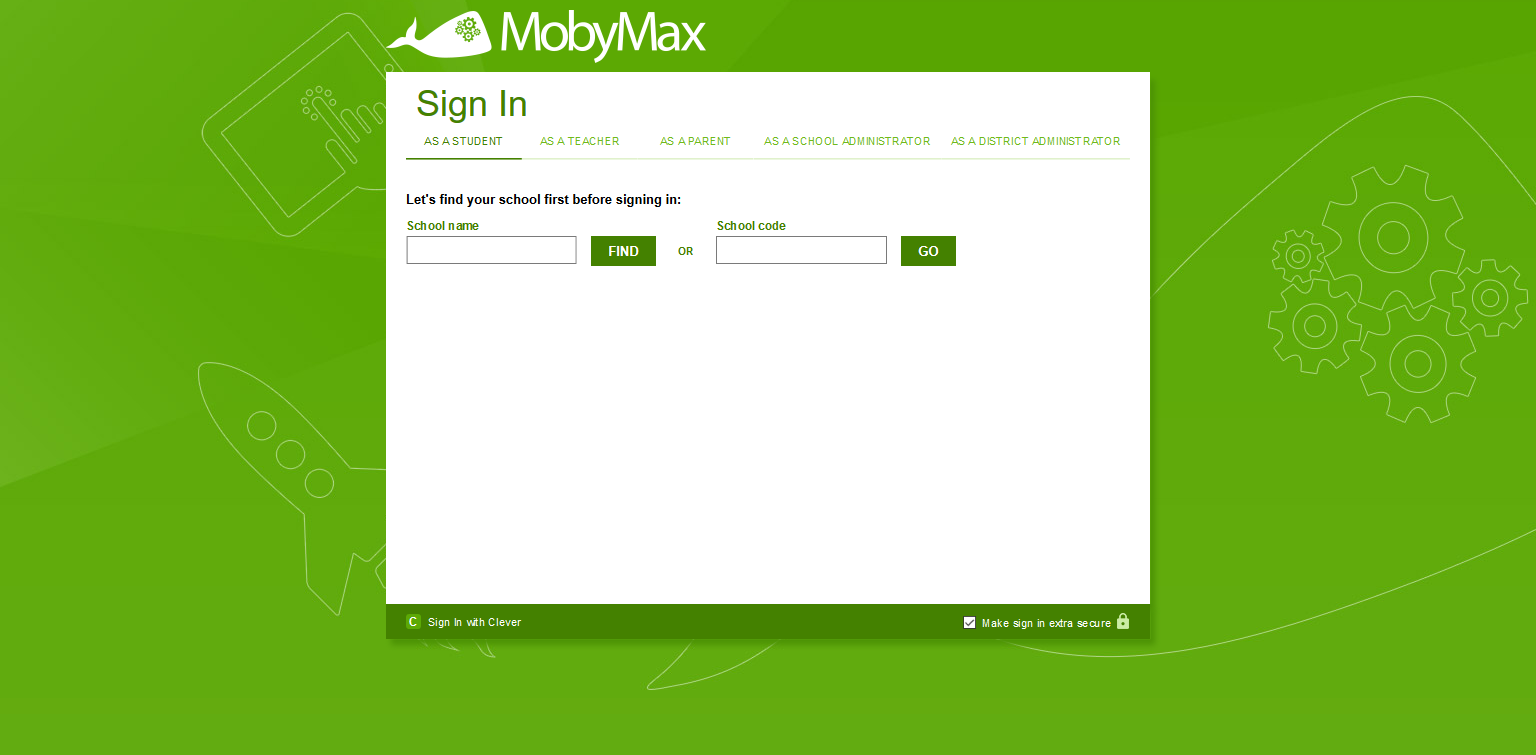 MobyMax
Sign In
AS A STUDENT AS A TEACHER AS A PARENT AS A SCHOOL ADMINISTRATOR AS A DISTRICT ADMINISTRATOR
Let's find your school first before signing in:
School name School code
FIND OR GO
C Sign In with Clever Make sign in extra secure